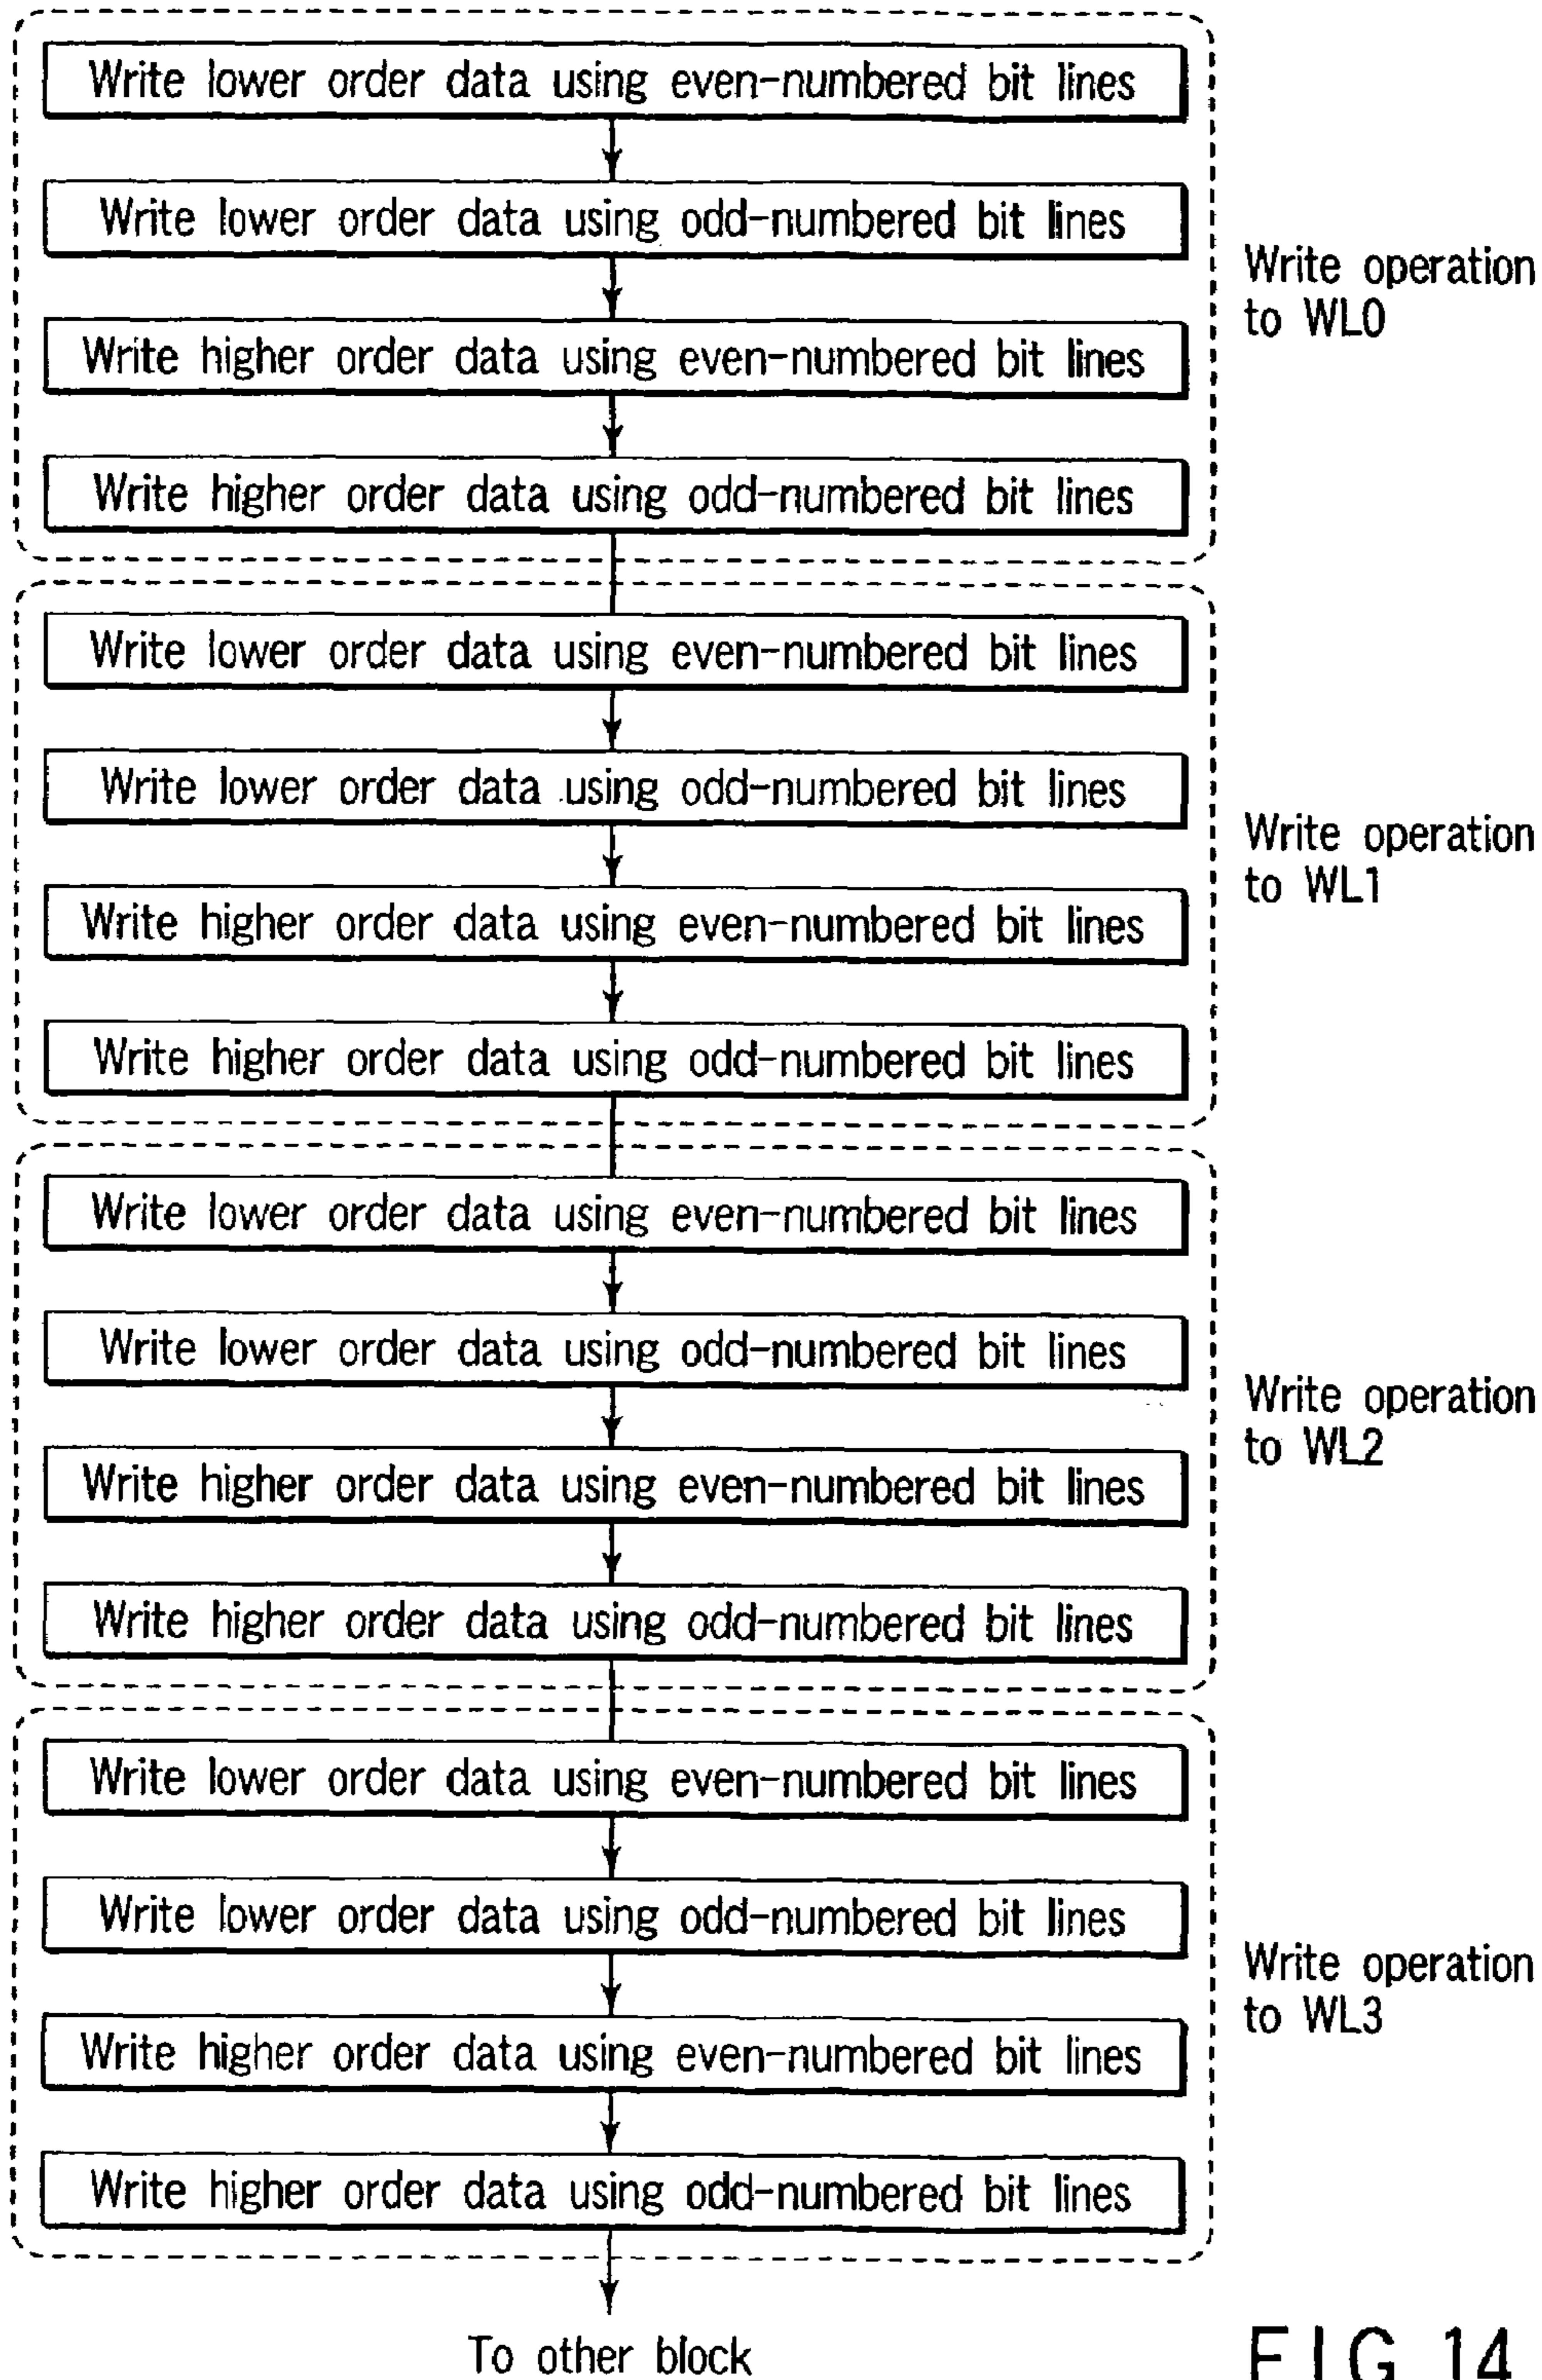 Write lower order data using even-numbered bit lines
Write lower order data using odd-numbered bit lines
Write higher order data using even-numbered bit lines
Write higher order data using odd-numbered bit lines
Write operation
to WL0
Write lower order data using even-numbered bit lines
Write lower order data using odd-numbered bit lines
Write higher order data using even-numbered bit lines
Write higher order data using odd-numbered bit lines
Write operation
to WL1
Write lower order data using even-numbered bit lines
Write lower order data using odd-numbered bit lines
Write higher order data using even-numbered bit lines
Write higher order data using odd-numbered bit lines
Write operation
to WL2
Write lower order data using even-numbered bit lines
Write lower order data using odd-numbered bit lines
Write higher order data using even-numbered bit lines
Write higher order data using odd-numbered bit lines
Write operation
to WL3
To other block
FIG. 14